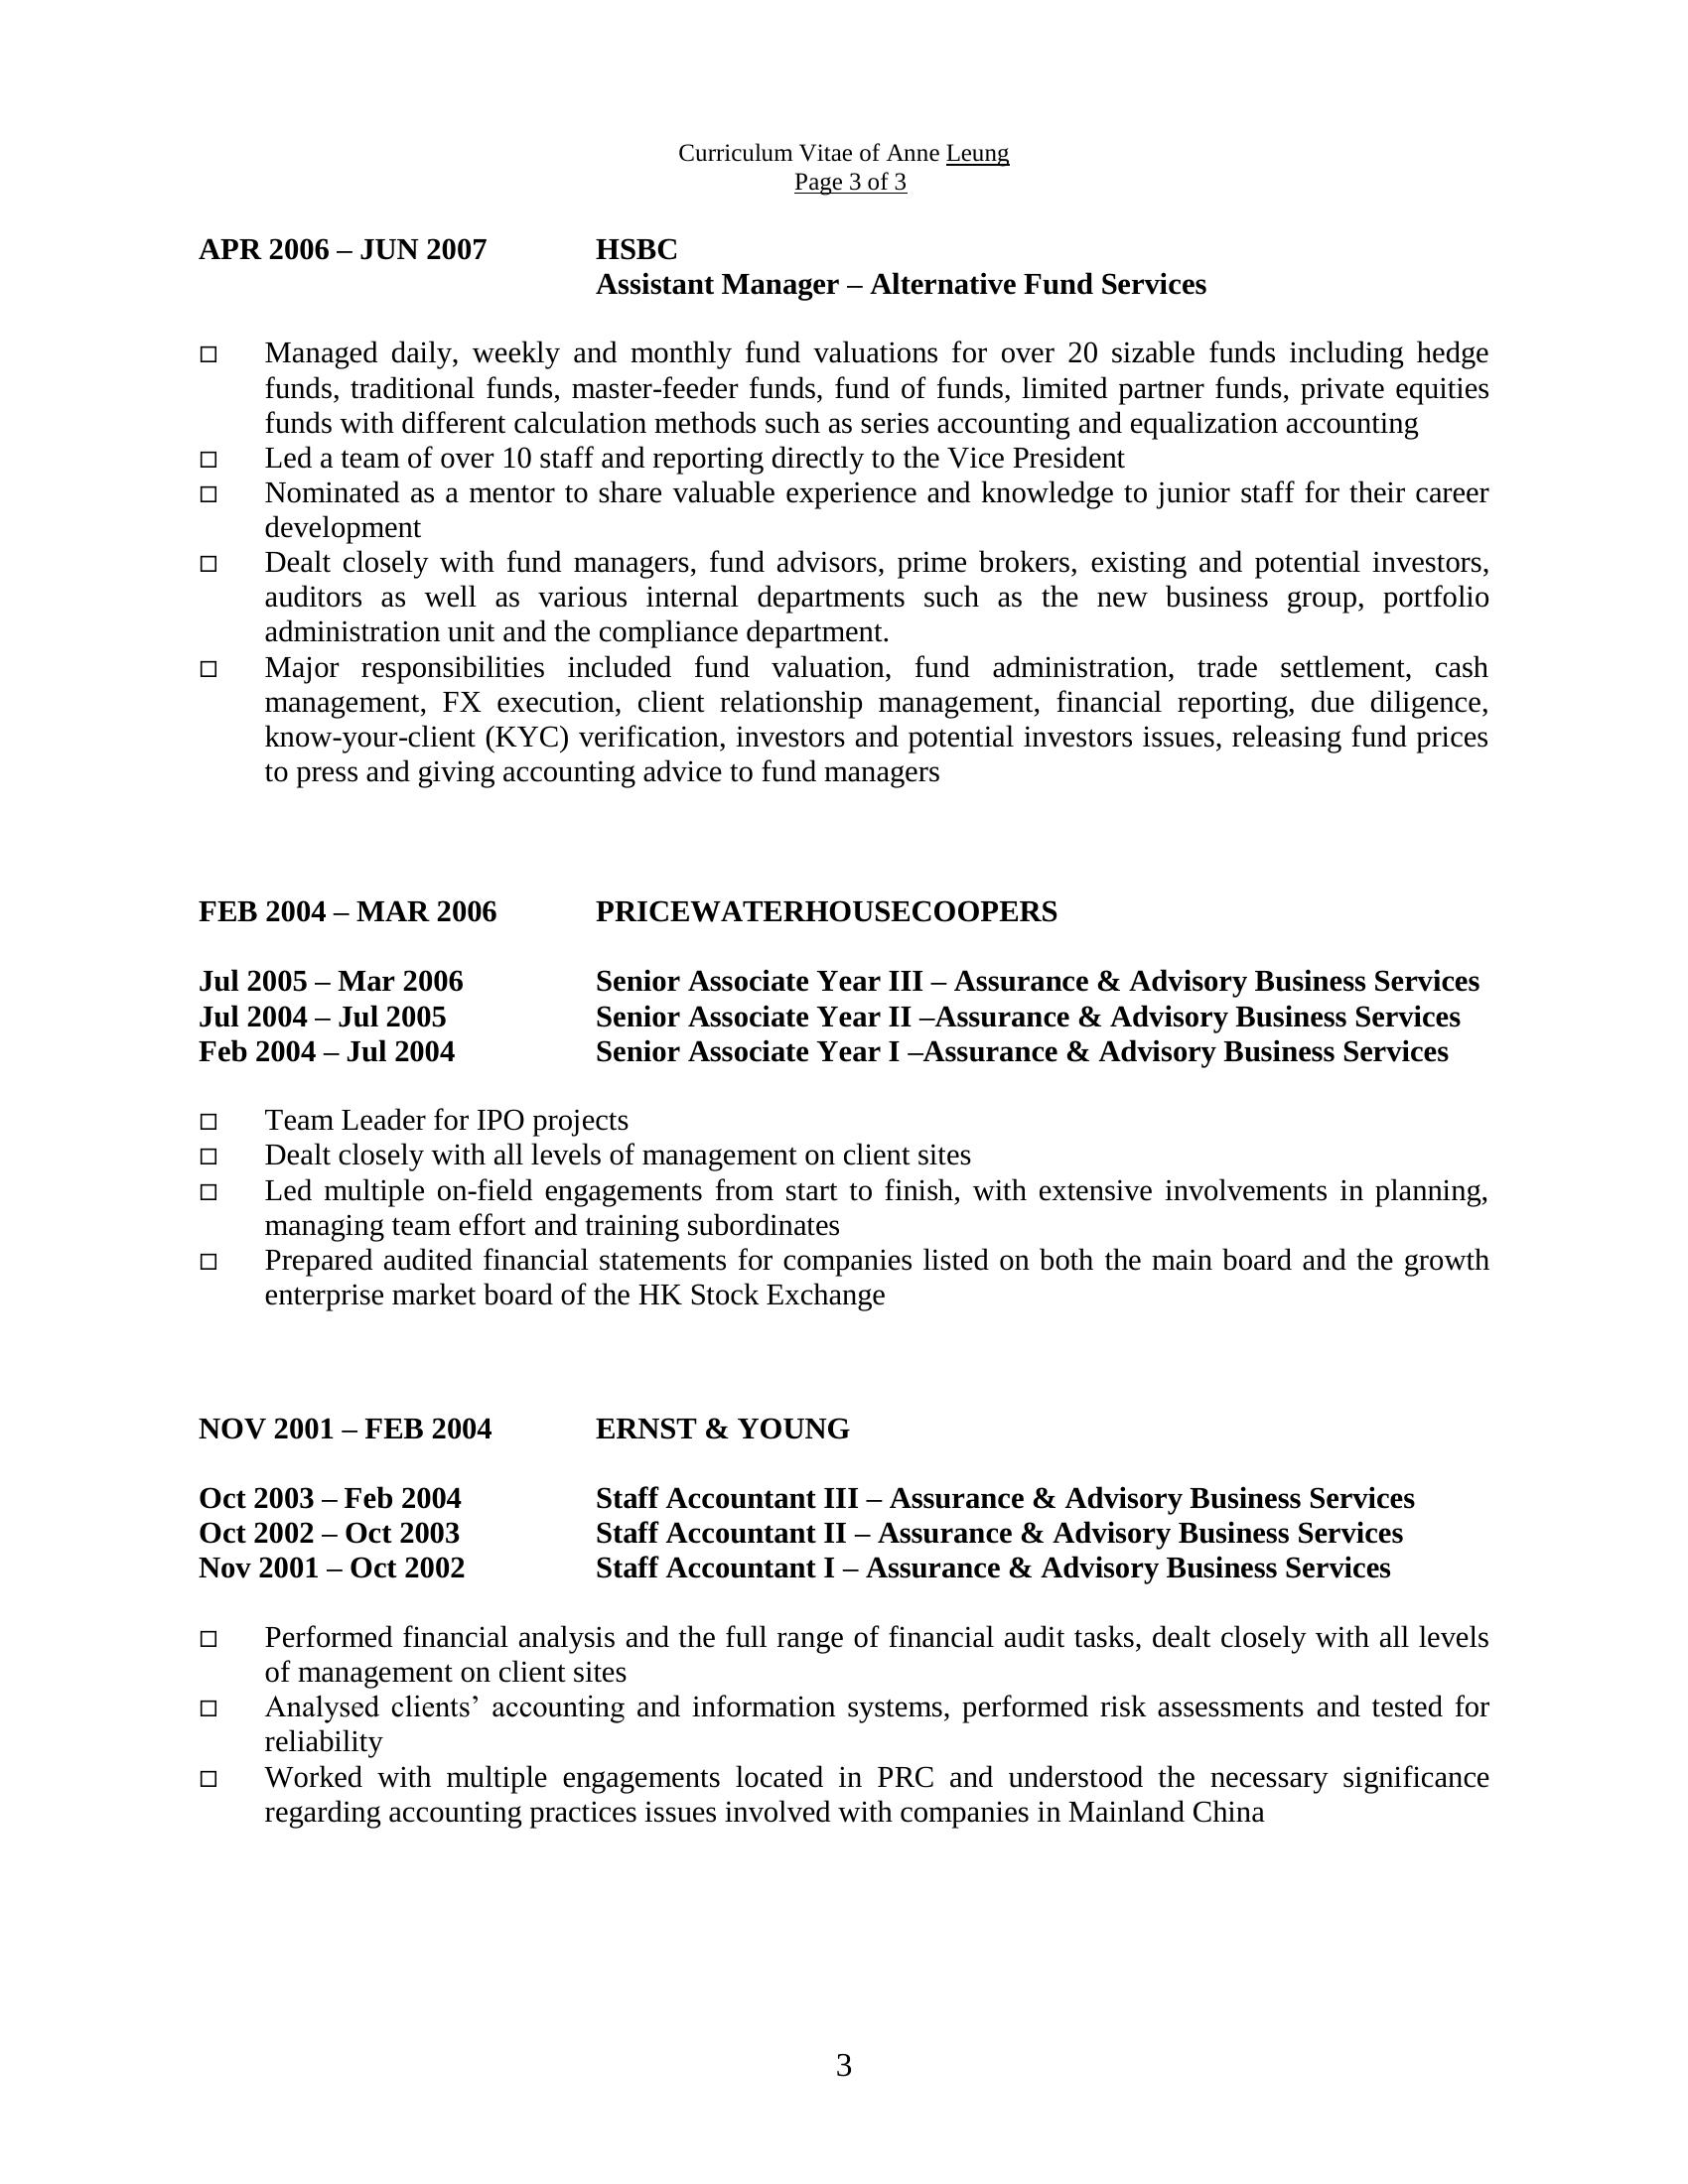 Curriculum Vitae of Anne Leung
Page 3 of 3
APR 2006 – JUN 2007 HSBC
Assistant Manager – Alternative Fund Services
□ Managed daily, weekly and monthly fund valuations for over 20 sizable funds including hedge
funds, traditional funds, master-feeder funds, fund of funds, limited partner funds, private equities
funds with different calculation methods such as series accounting and equalization accounting
□ Led a team of over 10 staff and reporting directly to the Vice President
□ Nominated as a mentor to share valuable experience and knowledge to junior staff for their career
development
□ Dealt closely with fund managers, fund advisors, prime brokers, existing and potential investors,
auditors as well as various internal departments such as the new business group, portfolio
administration unit and the compliance department.
□ Major responsibilities included fund valuation, fund administration, trade settlement, cash
management, FX execution, client relationship management, financial reporting, due diligence,
know-your-client (KYC) verification, investors and potential investors issues, releasing fund prices
to press and giving accounting advice to fund managers
FEB 2004 – MAR 2006 PRICEWATERHOUSECOOPERS
Jul 2005 – Mar 2006 Senior Associate Year III – Assurance & Advisory Business Services
Jul 2004 – Jul 2005 Senior Associate Year II –Assurance & Advisory Business Services
Feb 2004 – Jul 2004 Senior Associate Year I –Assurance & Advisory Business Services
□ Team Leader for IPO projects
□ Dealt closely with all levels of management on client sites
□ Led multiple on-field engagements from start to finish, with extensive involvements in planning,
managing team effort and training subordinates
□ Prepared audited financial statements for companies listed on both the main board and the growth
enterprise market board of the HK Stock Exchange
NOV 2001 – FEB 2004 ERNST & YOUNG
Oct 2003 – Feb 2004 Staff Accountant III – Assurance & Advisory Business Services
Oct 2002 – Oct 2003 Staff Accountant II – Assurance & Advisory Business Services
Nov 2001 – Oct 2002 Staff Accountant I – Assurance & Advisory Business Services
□ Performed financial analysis and the full range of financial audit tasks, dealt closely with all levels
of management on client sites
□ Analysed clients’ accounting and information systems, performed risk assessments and tested for
reliability
□ Worked with multiple engagements located in PRC and understood the necessary significance
regarding accounting practices issues involved with companies in Mainland China
3